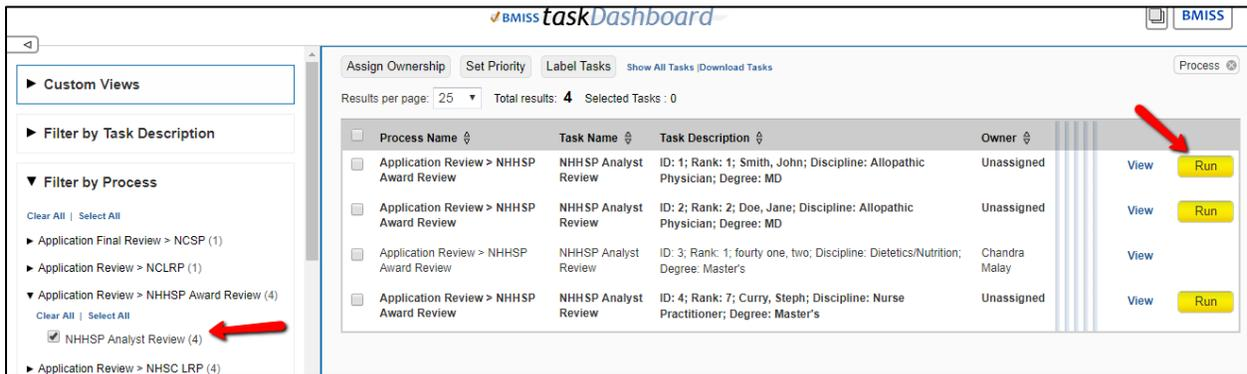 BMISS taskDashboard
BMISS
Custom Views
Filter by Task Description
Filter by Process
Clear All | Select All
Application Final Review > NCSP (1)
Application Review > NCLRP (1)
Application Review > NHHSP Award Review (4)
Clear All | Select All
NHHSP Analyst Review (4)
Application Review > NHSC LRP (4)
Assign Ownership Set Priority Label Tasks Show All Tasks |Download Tasks Process
Results per page: 25 Total results: 4 Selected Tasks : 0
Process Name Task Name Task Description Owner
Application Review > NHHSP NHHSP Analyst ID: 1; Rank: 1; Smith, John; Discipline: Allopathic Unassigned View Run
Award Review Review Physician; Degree: MD
Application Review > NHHSP NHHSP Analyst ID: 2; Rank: 2; Doe, Jane; Discipline: Allopathic Unassigned View Run
Award Review Review Physician; Degree: MD
Application Review > NHHSP NHHSP Analyst ID: 3; Rank: 1; fourty one, two; Discipline: Dietetics/Nutrition; Chandra View
Award Review Review Degree: Master's Malay
Application Review > NHHSP NHHSP Analyst ID: 4; Rank: 7; Curry, Steph; Discipline: Nurse Unassigned View Run
Award Review Review Practitioner; Degree: Master's